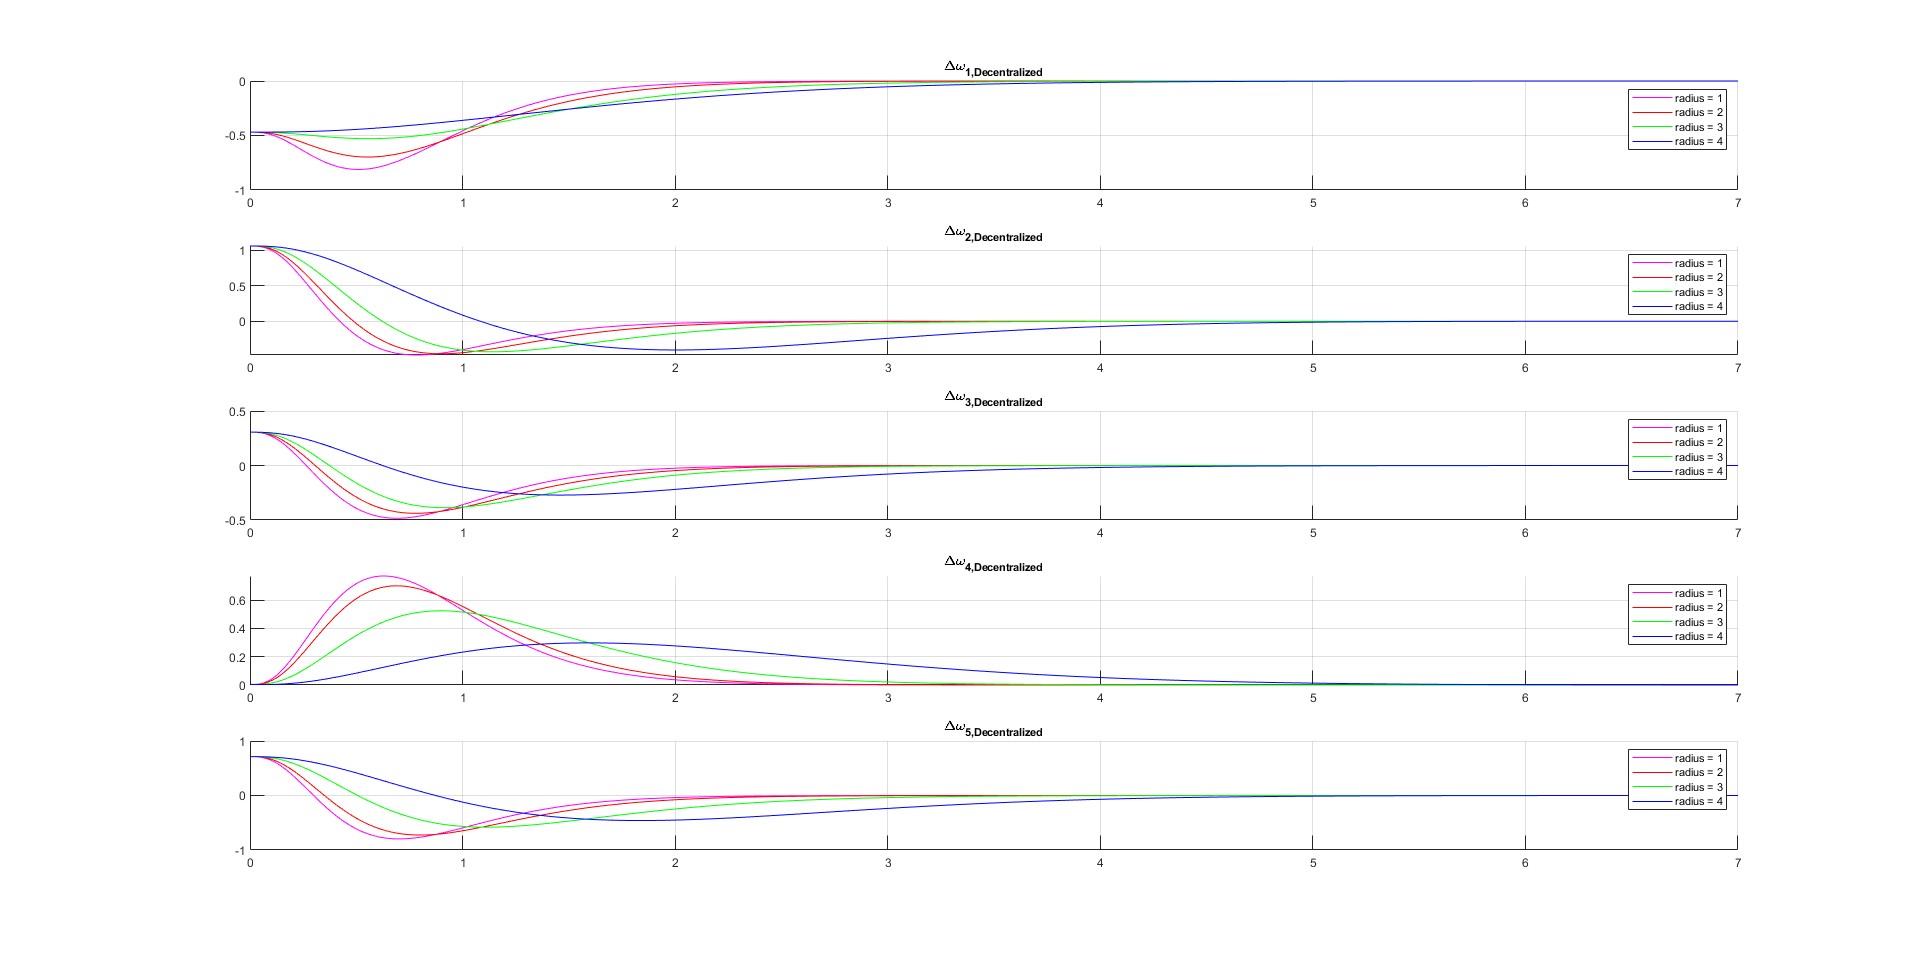 Δω1,Decentralized
0
-0.5
-1
radius = 1
radius = 2
radius = 3
radius = 4
0 1 2 3 4 5 6 7
Δω2,Decentralized
1
0.5
0
radius = 1
radius = 2
radius = 3
radius = 4
0 1 2 3 4 5 6 7
Δω3,Decentralized
0.5
0
-0.5
radius = 1
radius = 2
radius = 3
radius = 4
0 1 2 3 4 5 6 7
Δω4,Decentralized
0.6
0.4
0.2
0
radius = 1
radius = 2
radius = 3
radius = 4
0 1 2 3 4 5 6 7
Δω5,Decentralized
1
0
-1
radius = 1
radius = 2
radius = 3
radius = 4
0 1 2 3 4 5 6 7